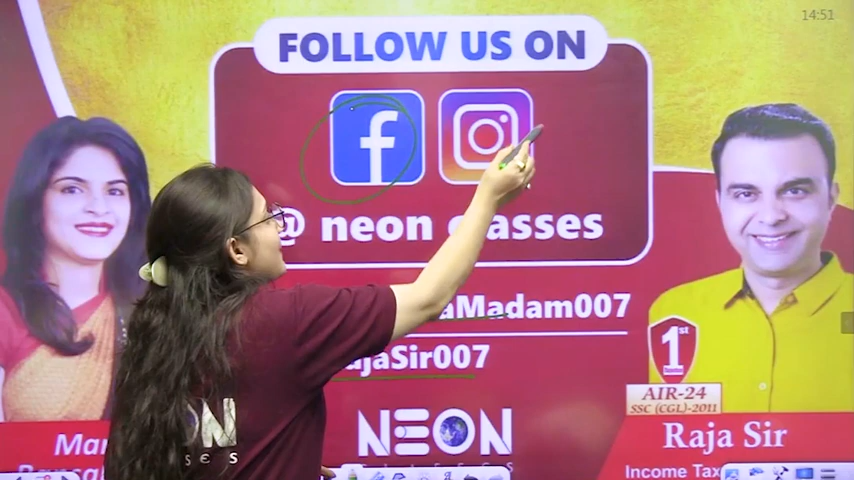 14:51
FOLLOW US ON
f
@ neon classes
aMadam007
ajaSir007
1st
AIR-24
SSC (CGL)-2011
NEON
Raja Sir
Income Tax